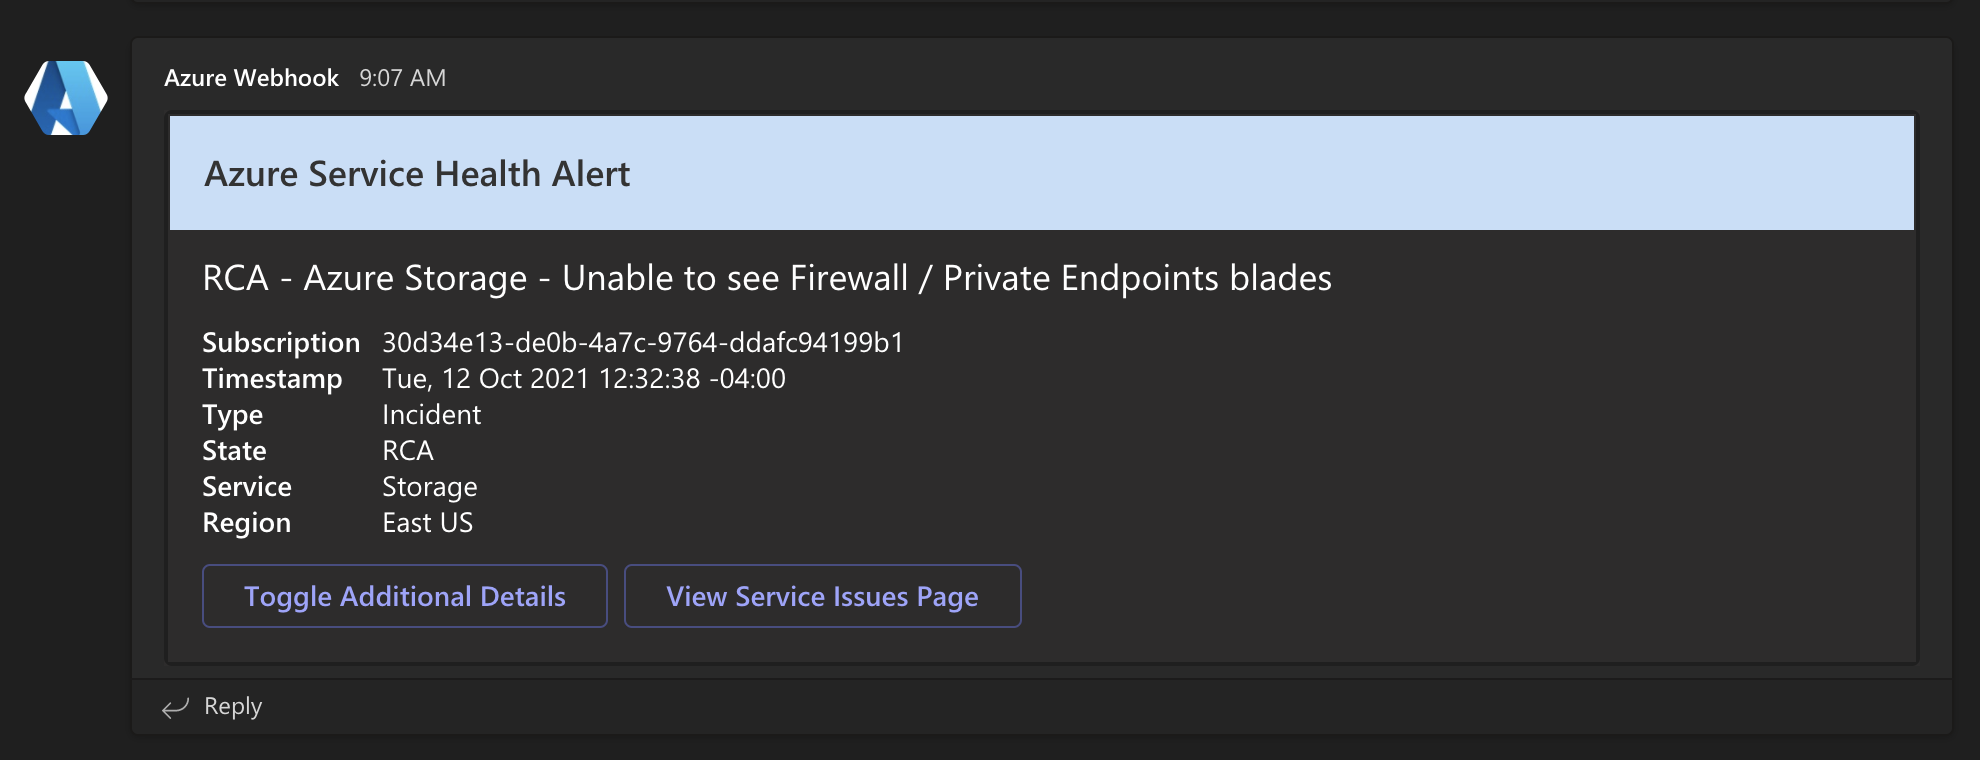 Azure Webhook 9:07 AM
Azure Service Health Alert
RCA - Azure Storage - Unable to see Firewall / Private Endpoints blades
Subscription 30d34e13-de0b-4a7c-9764-ddafc94199b1
Timestamp Tue, 12 Oct 2021 12:32:38 -04:00
Type Incident
State RCA
Service Storage
Region East US
Toggle Additional Details View Service Issues Page
Reply